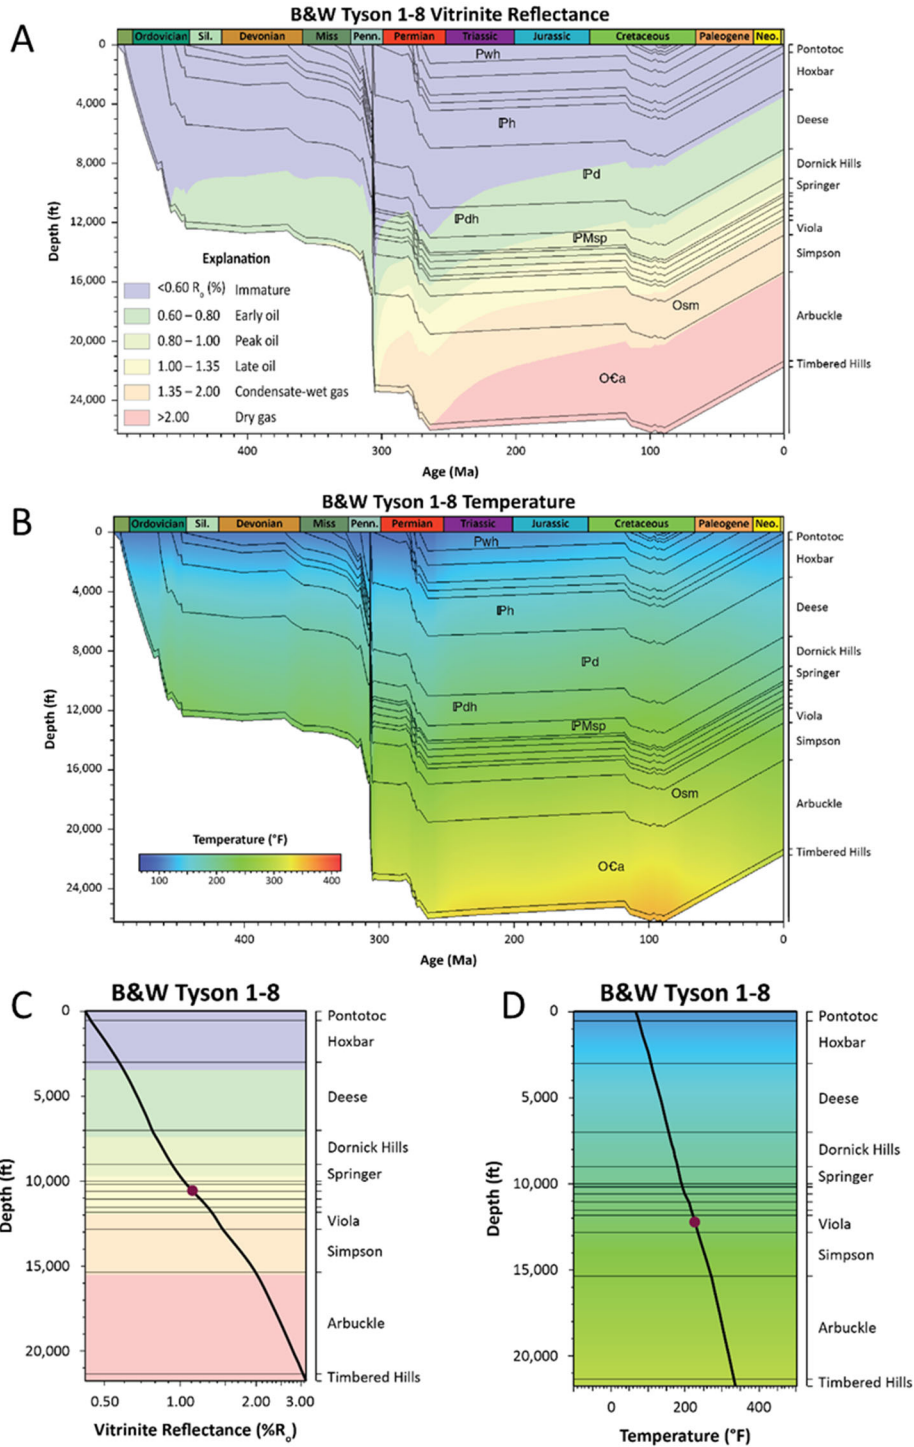 A
B&W Tyson 1-8 Vitrinite Reflectance
Ordovician Sil. Devonian Miss Penn. Permian Triassic Jurassic Cretaceous Paleogene Neo.
0
4,000
8,000
12,000
16,000
20,000
24,000
Depth (ft)
Pwh
ℙh
ℙd
ℙdh
ℙMsp
Osm
O€a
Explanation
<0.60 Rₒ (%) Immature
0.60 – 0.80 Early oil
0.80 – 1.00 Peak oil
1.00 – 1.35 Late oil
1.35 – 2.00 Condensate-wet gas
>2.00 Dry gas
Pontotoc
Hoxbar
Deese
Dornick Hills
Springer
Viola
Simpson
Arbuckle
Timbered Hills
400 300 200 100 0
Age (Ma)
B
B&W Tyson 1-8 Temperature
Ordovician Sil. Devonian Miss Penn. Permian Triassic Jurassic Cretaceous Paleogene Neo.
0
4,000
8,000
12,000
16,000
20,000
24,000
Depth (ft)
Pwh
ℙh
ℙd
ℙdh
ℙMsp
Osm
O€a
Temperature (°F)
100 200 300 400
Pontotoc
Hoxbar
Deese
Dornick Hills
Springer
Viola
Simpson
Arbuckle
Timbered Hills
400 300 200 100 0
Age (Ma)
C
B&W Tyson 1-8
0
5,000
10,000
15,000
20,000
Depth (ft)
Pontotoc
Hoxbar
Deese
Dornick Hills
Springer
Viola
Simpson
Arbuckle
Timbered Hills
0.50 1.00 2.00 3.00
Vitrinite Reflectance (%Rₒ)
D
B&W Tyson 1-8
0
5,000
10,000
15,000
20,000
Depth (ft)
Pontotoc
Hoxbar
Deese
Dornick Hills
Springer
Viola
Simpson
Arbuckle
Timbered Hills
0 200 400
Temperature (°F)